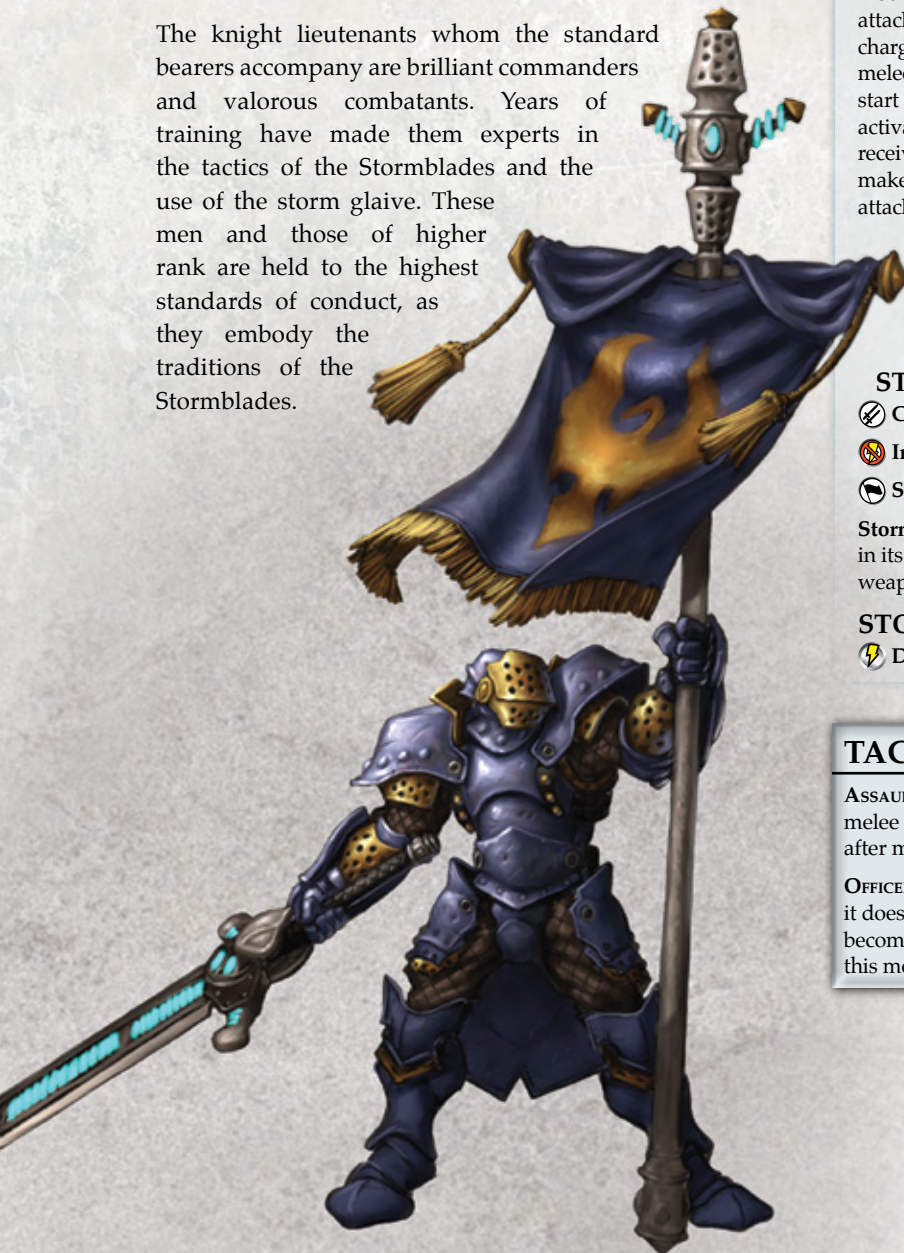 The knight lieutenants whom the standard
bearers accompany are brilliant commanders
and valorous combatants. Years of
training have made them experts in
the tactics of the Stormblades and the
use of the storm glaive. These
men and those of higher
rank are held to the highest
standards of conduct, as
they embody the
traditions of the
Stormblades.
attack
charg
melee
start
activa
receiv
make
attack
ST
C
In
S
Storm
in its
weap
STO
D
TAC
Assau
melee
after m
Office
it does
becom
this mo